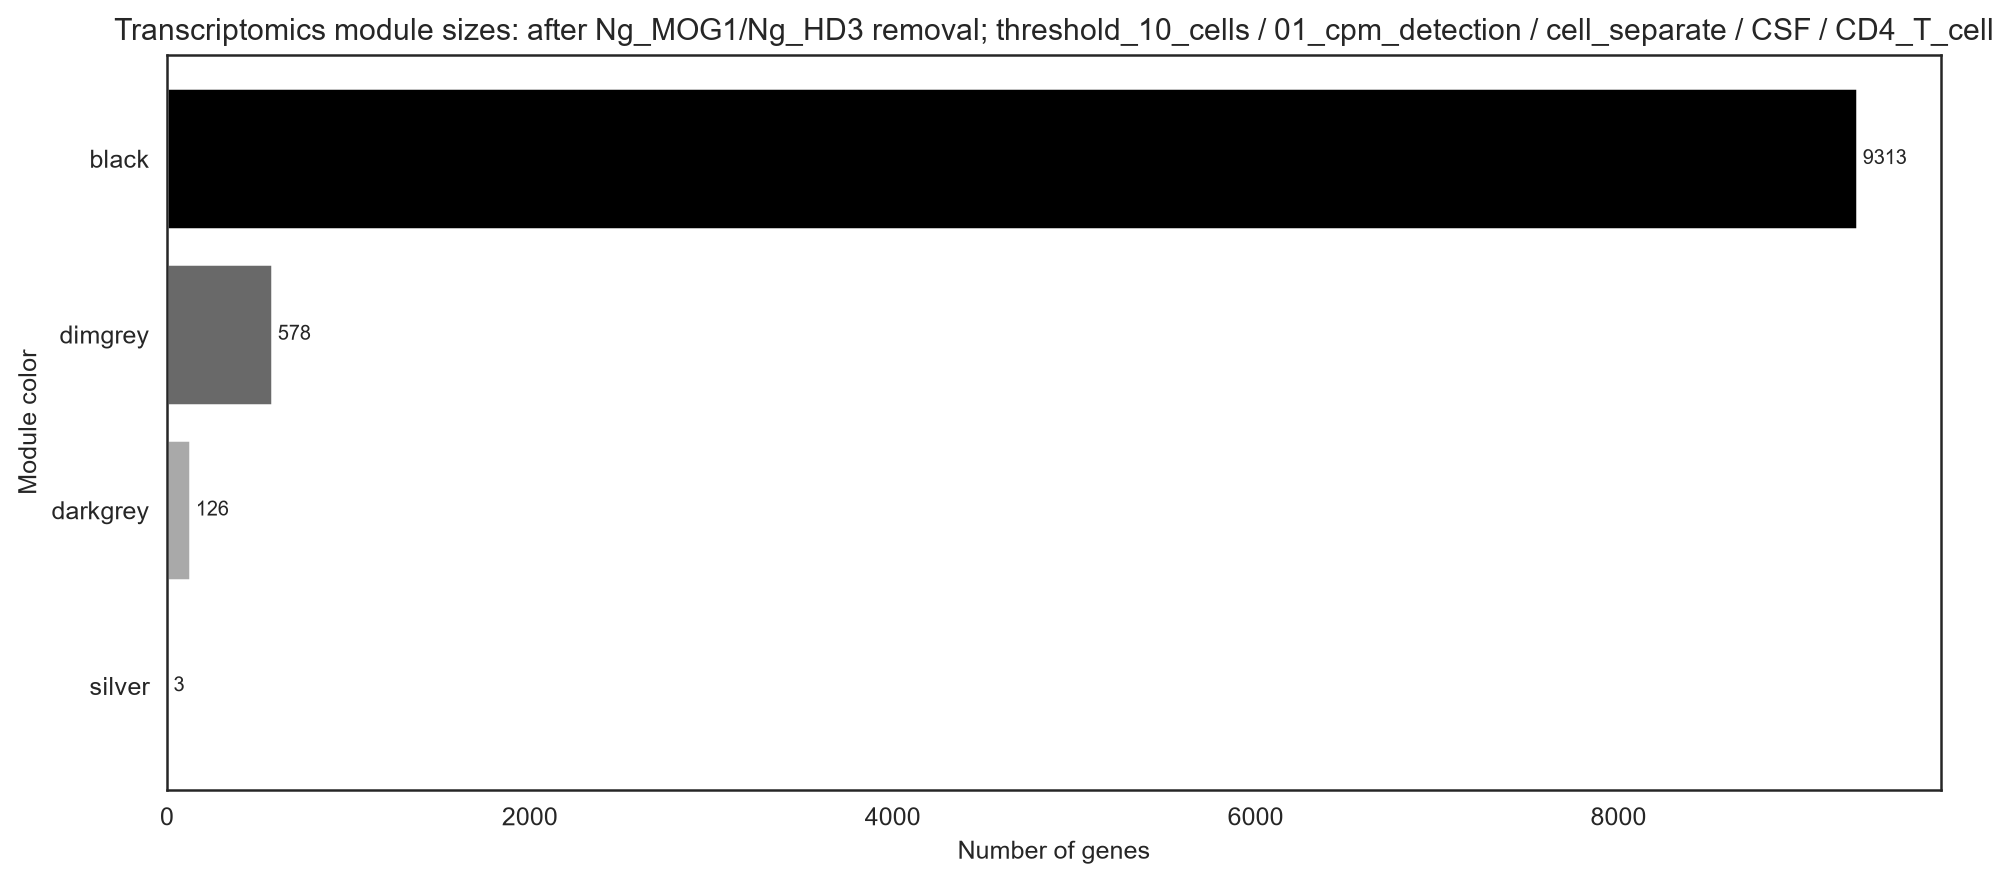 Transcriptomics module sizes: after Ng_MOG1/Ng_HD3 removal; threshold_10_cells / 01_cpm_detection / cell_separate / CSF / CD4_T_cell
black
9313
dimgrey
578
Module color
darkgrey
126
silver
3
0 2000 4000 6000 8000
Number of genes